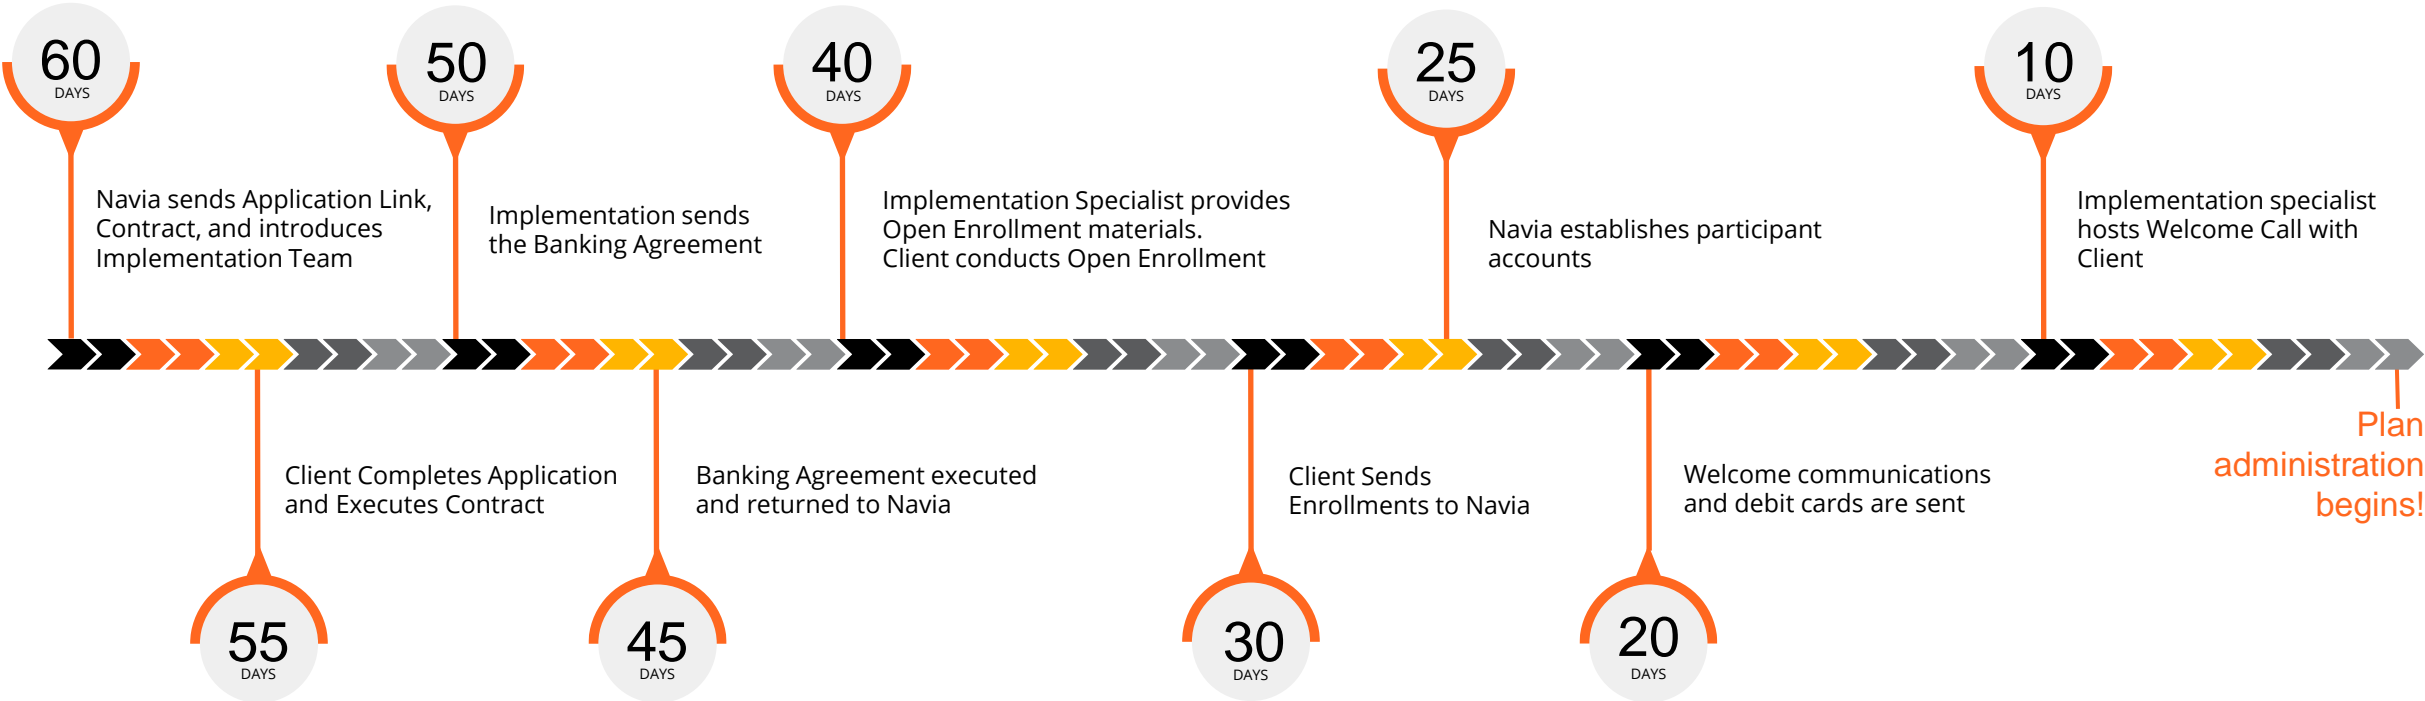 60
DAYS
Navia sends Application Link,
Contract, and introduces
Implementation Team
55
DAYS
Client Completes Application
and Executes Contract
50
DAYS
Implementation sends
the Banking Agreement
45
DAYS
Banking Agreement executed
and returned to Navia
40
DAYS
Implementation Specialist provides
Open Enrollment materials.
Client conducts Open Enrollment
30
DAYS
Client Sends
Enrollments to Navia
25
DAYS
Navia establishes participant
accounts
20
DAYS
Welcome communications
and debit cards are sent
10
DAYS
Implementation specialist
hosts Welcome Call with
Client
Plan
administration
begins!